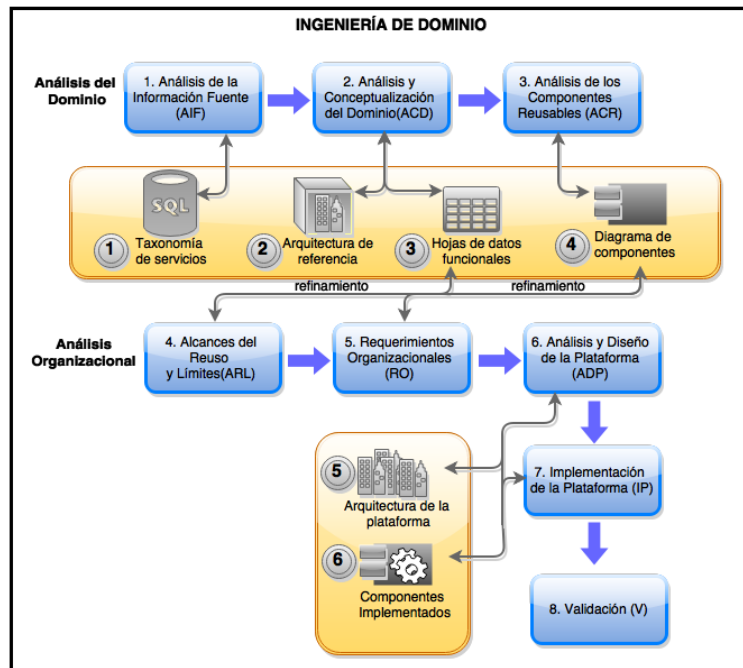 INGENIERÍA DE DOMINIO
Análisis del
Dominio
1. Análisis de la
Información Fuente
(AIF)
2. Análisis y
Conceptualización
del Dominio(ACD)
3. Análisis de los
Componentes
Reusables (ACR)
SQL
1
Taxonomía
de servicios
2
Arquitectura de
referencia
3
Hojas de datos
funcionales
4
Diagrama de
componentes
refinamiento
refinamiento
Análisis
Organizacional
4. Alcances del
Reuso
y Límites(ARL)
5. Requerimientos
Organizacionales
(RO)
6. Análisis y Diseño
de la Plataforma
(ADP)
5
Arquitectura de la
plataforma
7. Implementación
de la Plataforma (IP)
6
Componentes
Implementados
8. Validación (V)